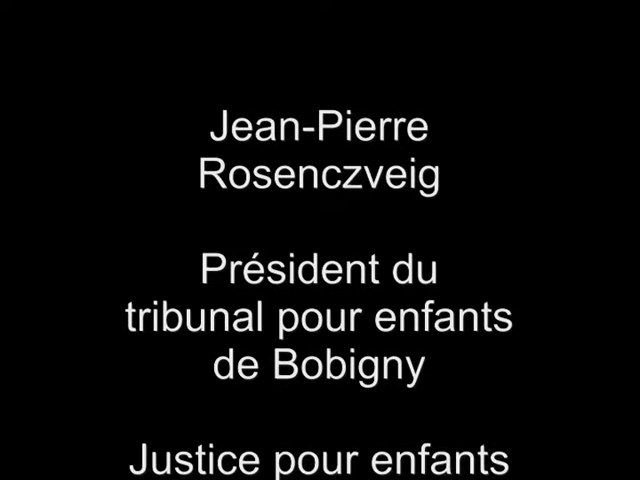 Jean-Pierre
Rosenczveig
Président du
tribunal pour enfants
de Bobigny
Justice pour enfants